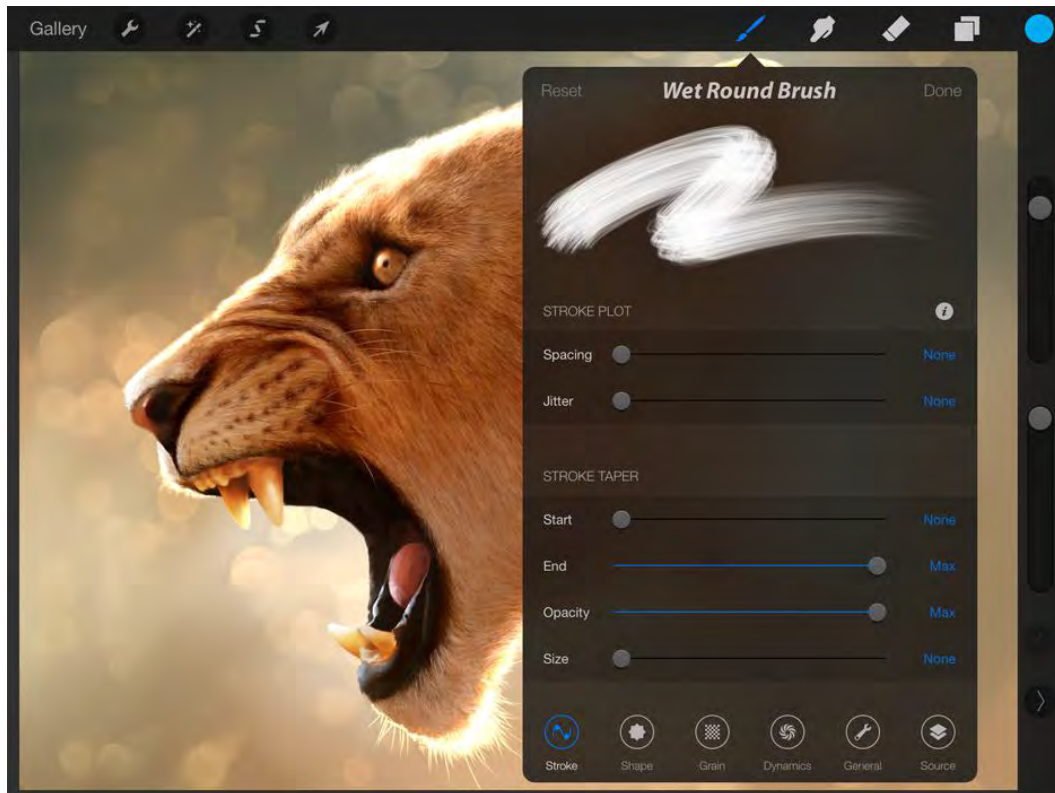 Gallery
Reset Wet Round Brush Done
STROKE PLOT i
Spacing None
Jitter None
STROKE TAPER
Start None
End Max
Opacity Max
Size None
Stroke Shape Grain Dynamics General Source